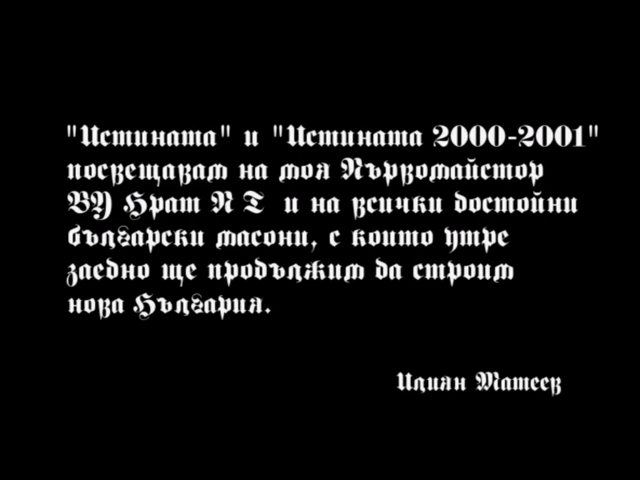 "Истината" и "Истината 2000-2001"
посвещавам на моя Първомайстор
ВУ Брат П Т и на всички достойни
български масони, с които утре
заедно ще продължим да строим
нова България.
Илиян Матеев